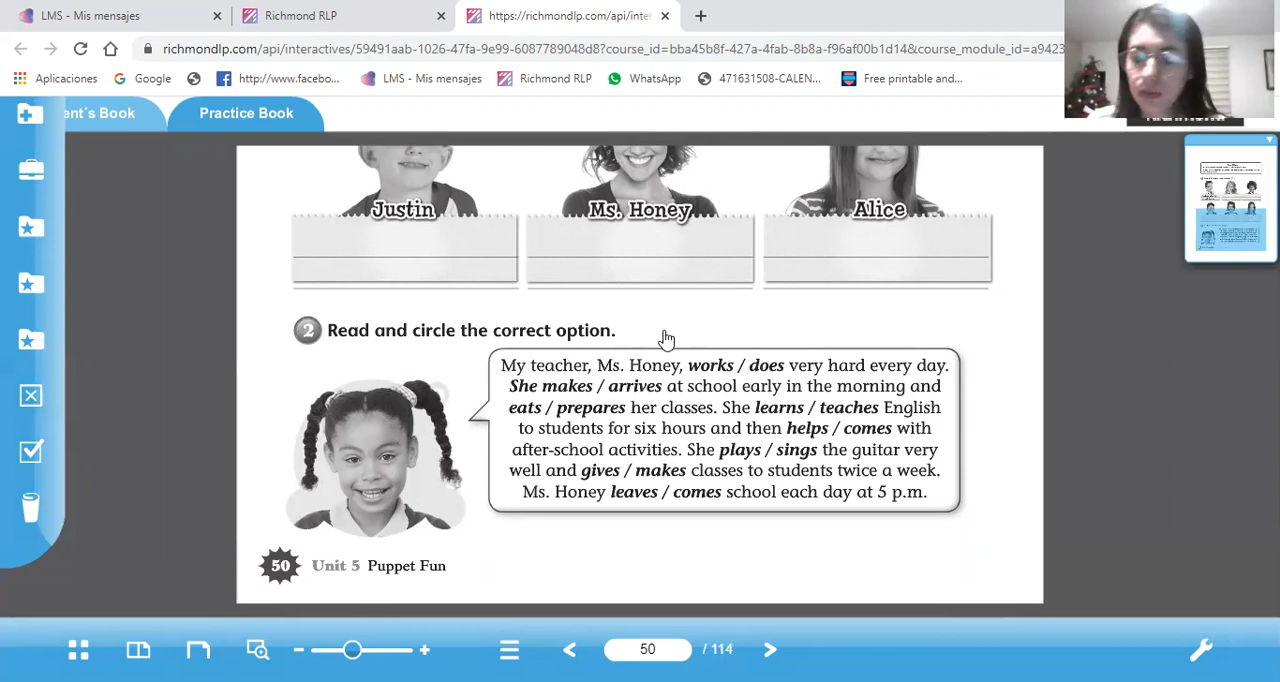 LMS - Mis mensajes
Richmond RLP
https://richmondlp.com/api/inter
richmondlp.com/api/interactives/59491aab-1026-47fa-9e99-6087789048d8?course_id=bba45b8f-427a-4fab-8b8a-f96af00b1d14&course_module_id=a9423
Aplicaciones
Google
http://www.facebo...
LMS - Mis mensajes
Richmond RLP
WhatsApp
471631508-CALEN...
Free printable and...
ent´s Book
Practice Book
Justin
Ms. Honey
Alice
2 Read and circle the correct option.
My teacher, Ms. Honey, works / does very hard every day.
She makes / arrives at school early in the morning and
eats / prepares her classes. She learns / teaches English
to students for six hours and then helps / comes with
after-school activities. She plays / sings the guitar very
well and gives / makes classes to students twice a week.
Ms. Honey leaves / comes school each day at 5 p.m.
50 Unit 5 Puppet Fun
50 / 114